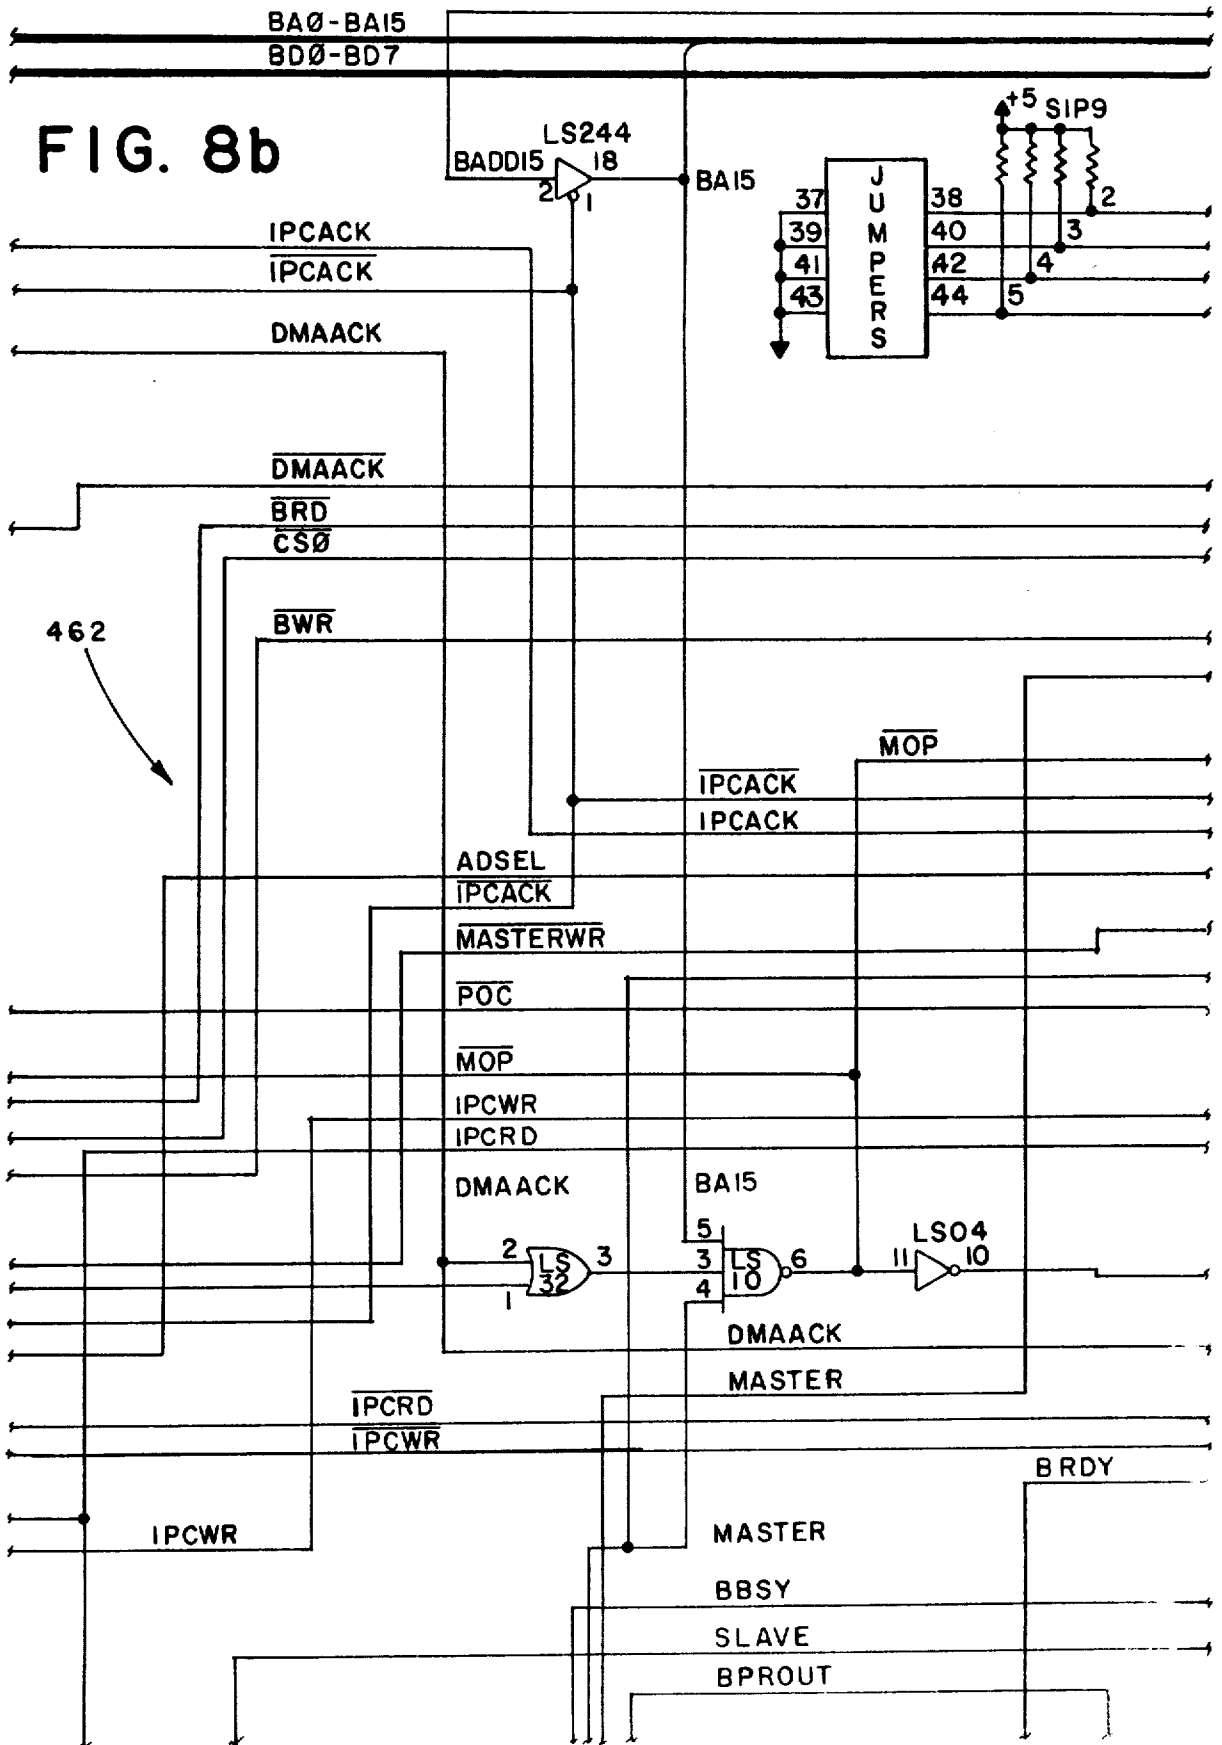 BAØ-BA15
BDØ-BD7
FIG. 8b
LS244
BADD15
18
2
1
BA15
+5 SIP9
JUMPERS
37
38
2
39
40
3
41
42
4
43
44
5
IPCACK
IPCACK
DMAACK
DMAACK
BRD
CSØ
462
BWR
MOP
IPCACK
IPCACK
ADSEL
IPCACK
MASTERWR
POC
MOP
IPCWR
IPCRD
DMAACK
BA15
2
LS
32
3
1
5
3
4
LS
10
6
LS04
11
10
DMAACK
MASTER
IPCRD
IPCWR
BRDY
IPCWR
MASTER
BBSY
SLAVE
BPROUT